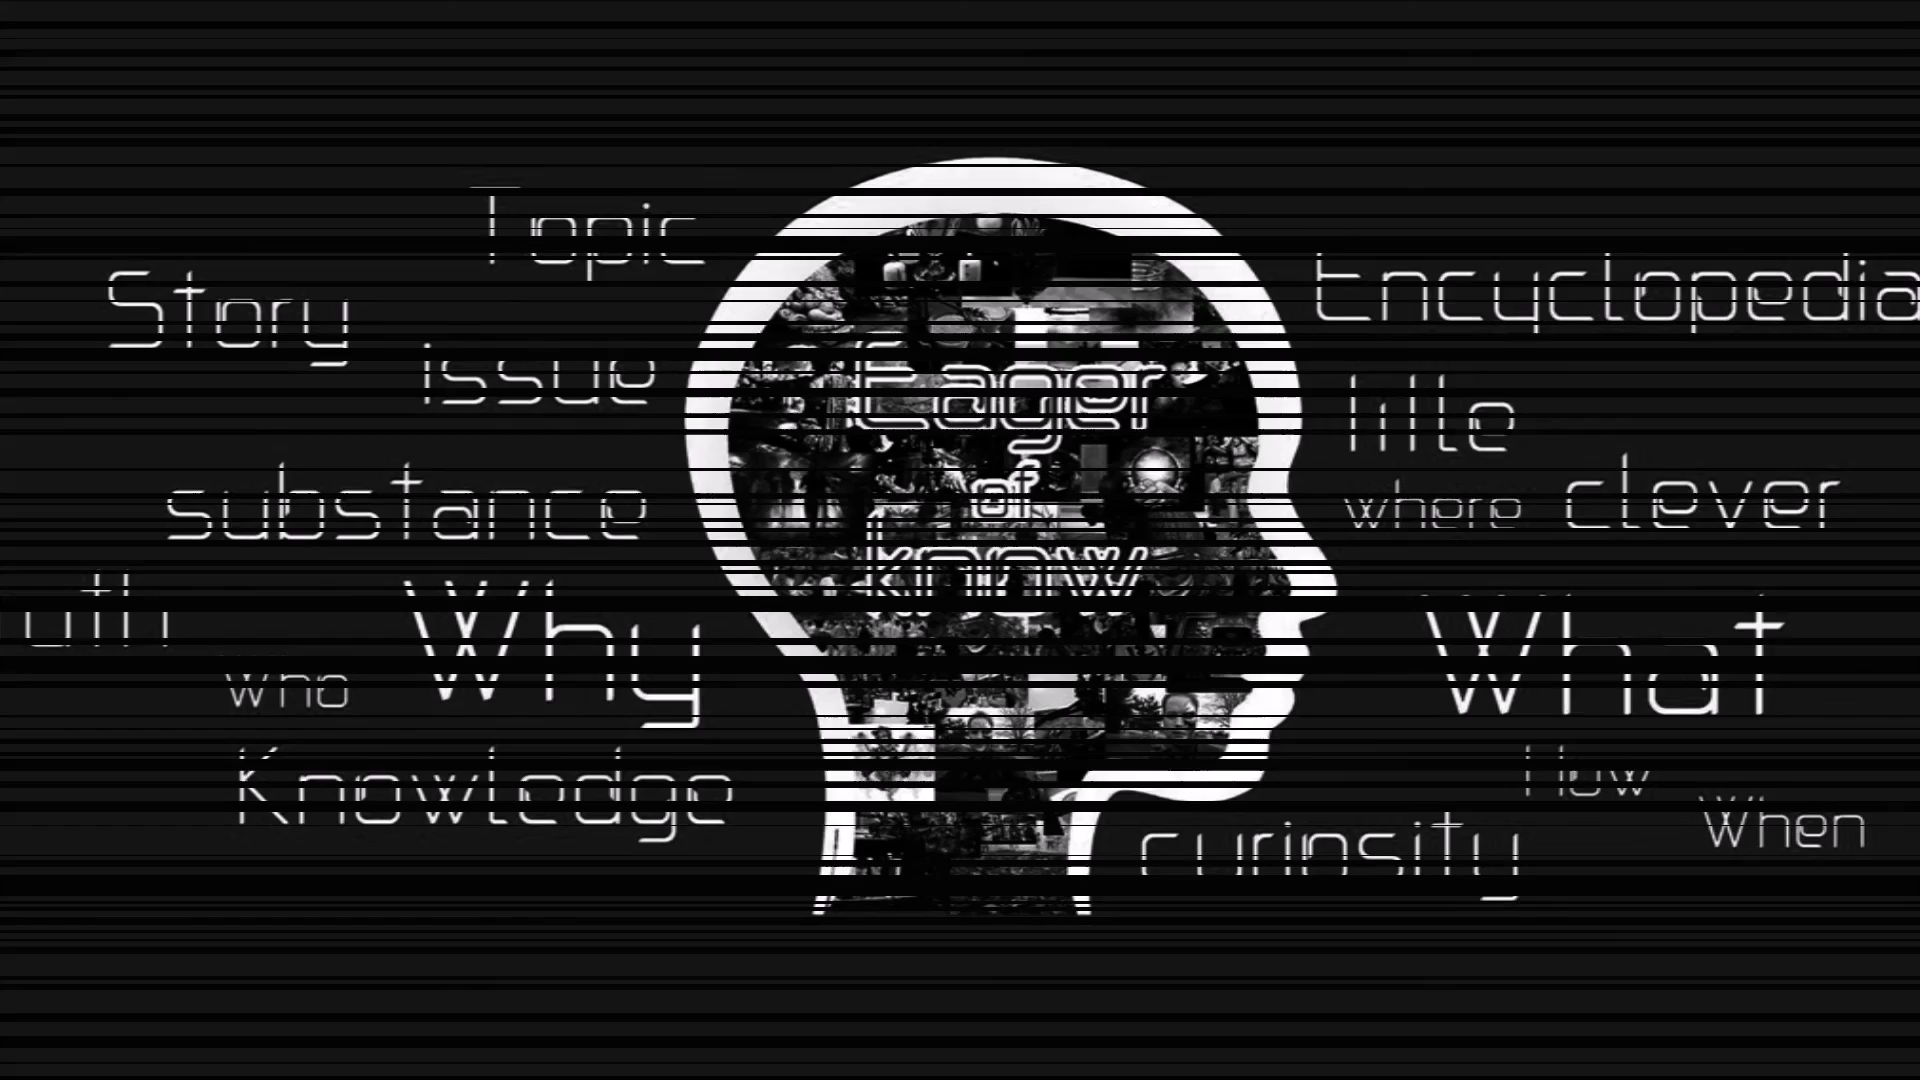 Topic
Story
issue
substance
Why
Who
Knowledge
Eager
of
know
Encyclopedia
title
where clever
What
How
When
curiosity